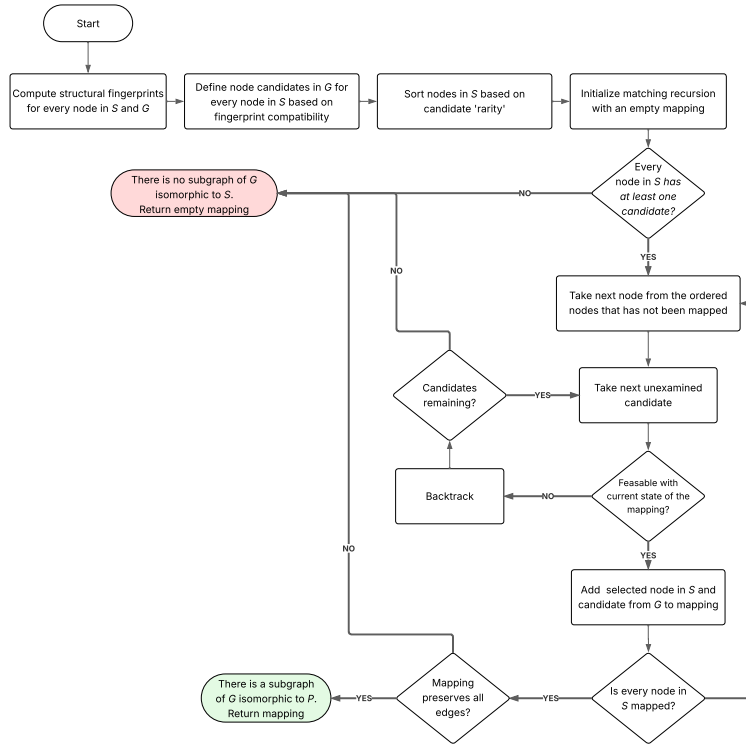 Start
Compute structural fingerprints
for every node in S and G
Define node candidates in G for
every node in S based on
fingerprint compatibility
Sort nodes in S based on
candidate 'rarity'
Initialize matching recursion
with an empty mapping
Every
node in S has
at least one
candidate?
NO
There is no subgraph of G
isomorphic to S.
Return empty mapping
YES
Take next node from the ordered
nodes that has not been mapped
NO
Candidates
remaining?
YES
Take next unexamined
candidate
Feasable with
current state of the
mapping?
NO
Backtrack
YES
Add selected node in S and
candidate from G to mapping
NO
Is every node in
S mapped?
YES
Mapping
preserves all
edges?
YES
There is a subgraph
of G isomorphic to P.
Return mapping